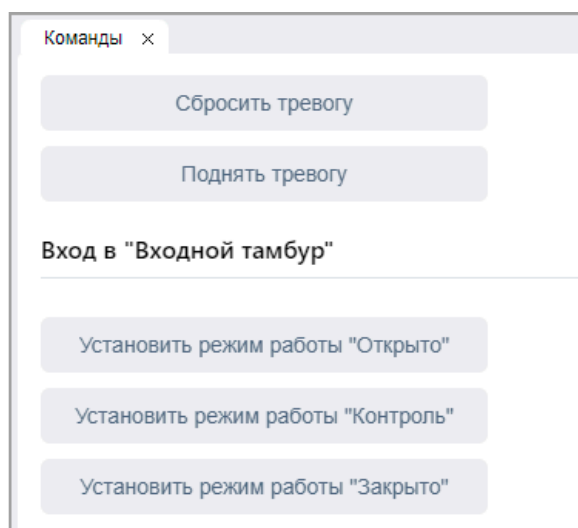 Команды ×
Сбросить тревогу
Поднять тревогу
Вход в "Входной тамбур"
Установить режим работы "Открыто"
Установить режим работы "Контроль"
Установить режим работы "Закрыто"